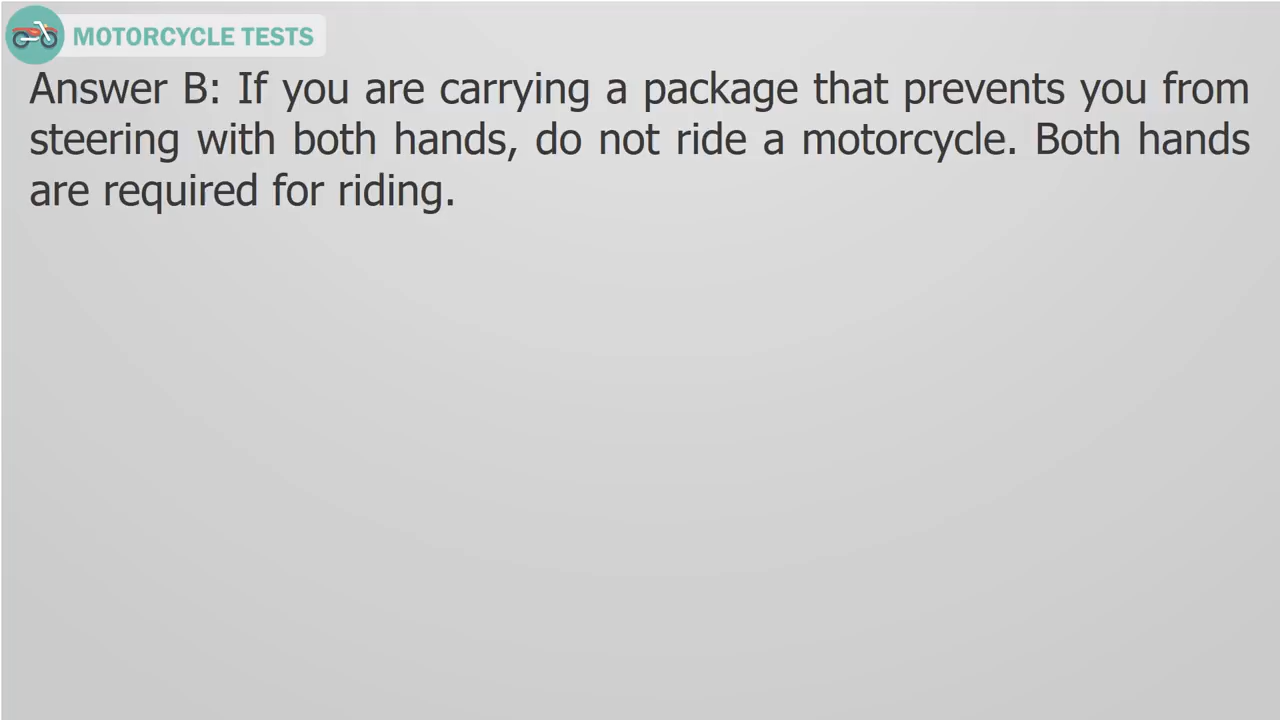 MOTORCYCLE TESTS
Answer B: If you are carrying a package that prevents you from
steering with both hands, do not ride a motorcycle. Both hands
are required for riding.